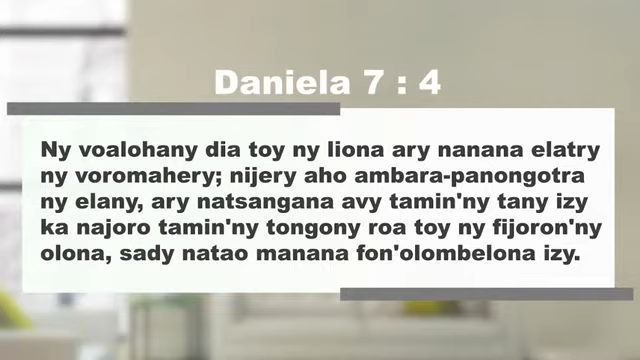 Daniela 7 : 4
Ny voalohany dia toy ny liona ary nanana elatry
ny voromahery; nijery aho ambara-panongotra
ny elany, ary natsangana avy tamin'ny tany izy
ka najoro tamin'ny tongony roa toy ny fijoron'ny
olona, sady natao manana fon'olombelona izy.